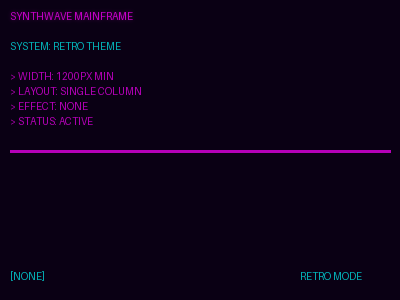 SYNTHWAVE MAINFRAME
SYSTEM: RETRO THEME
> WIDTH: 1200PX MIN
> LAYOUT: SINGLE COLUMN
> EFFECT: NONE
> STATUS: ACTIVE
[NONE]
RETRO MODE